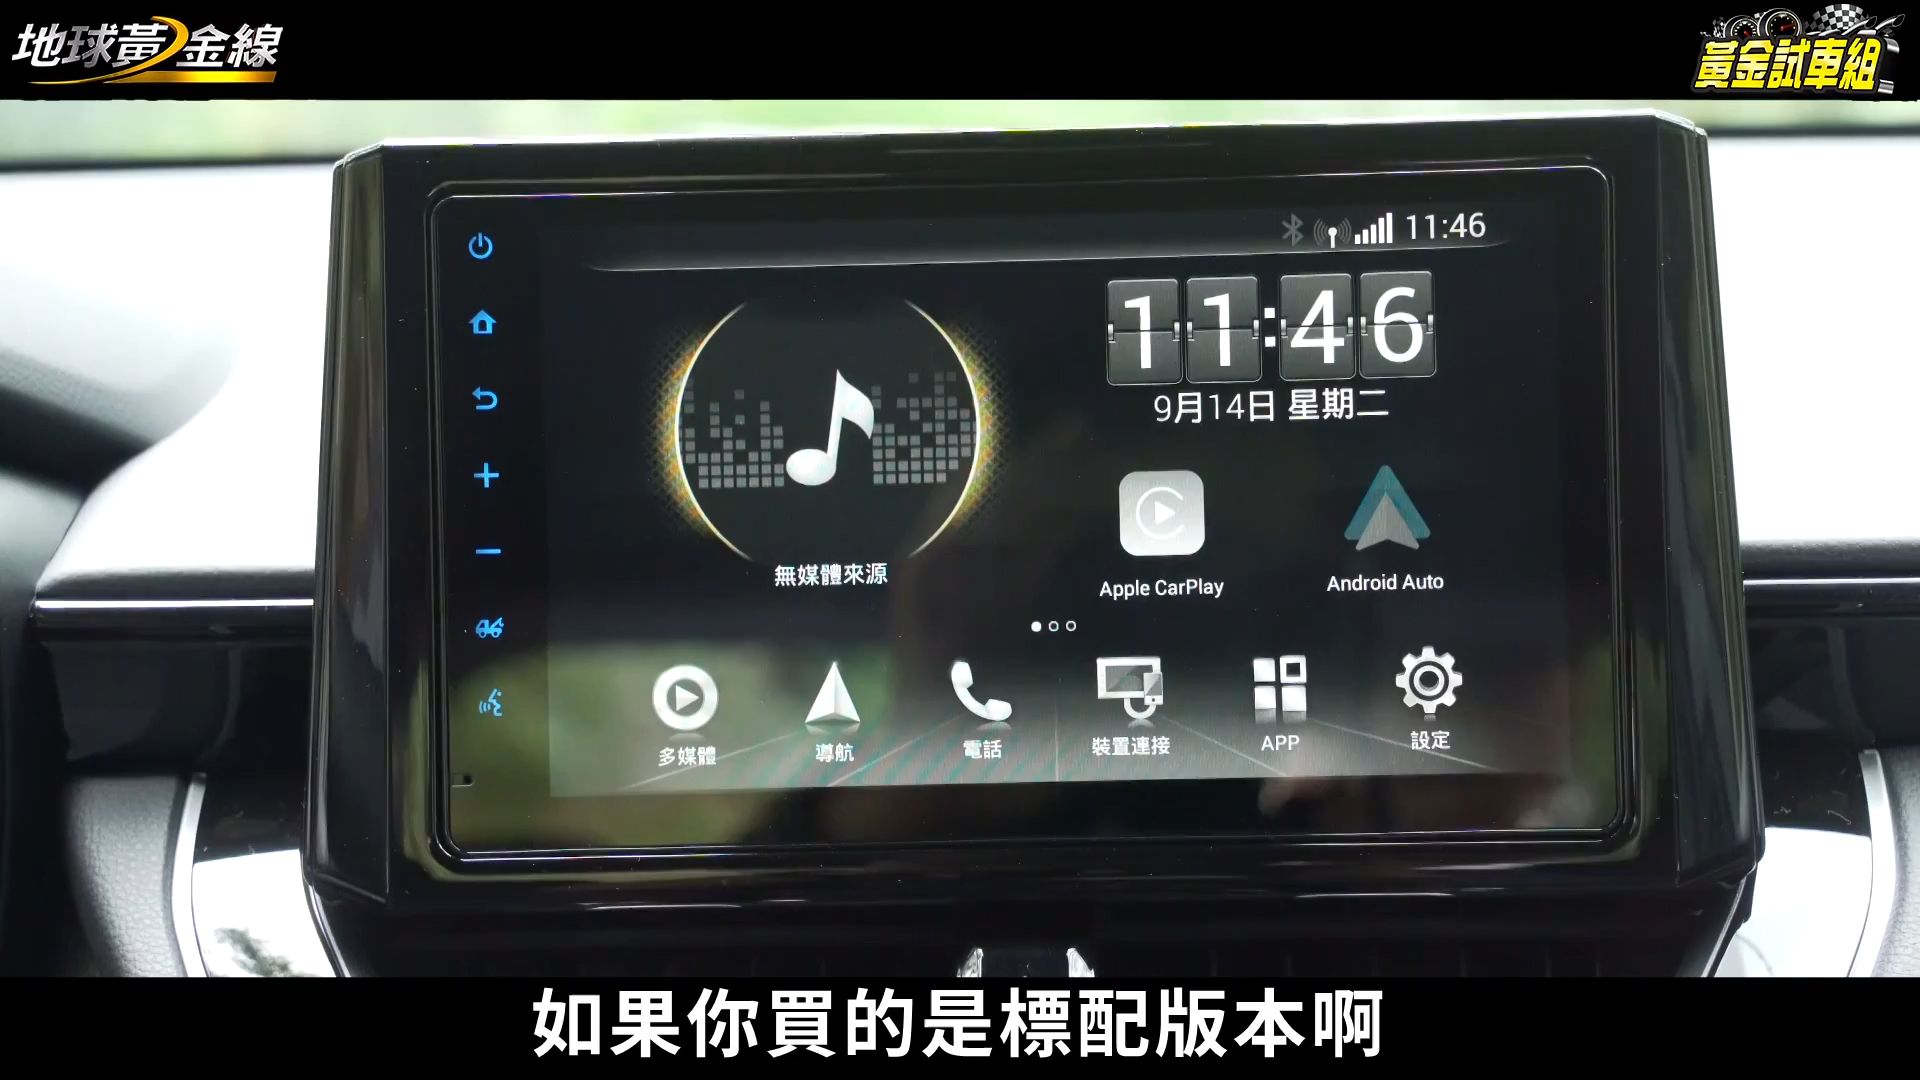 地球黃金線
黃金試車組
11:46
11:46
9月14日 星期二
無媒體來源
Apple CarPlay
Android Auto
多媒體
導航
電話
裝置連接
APP
設定
如果你買的是標配版本啊